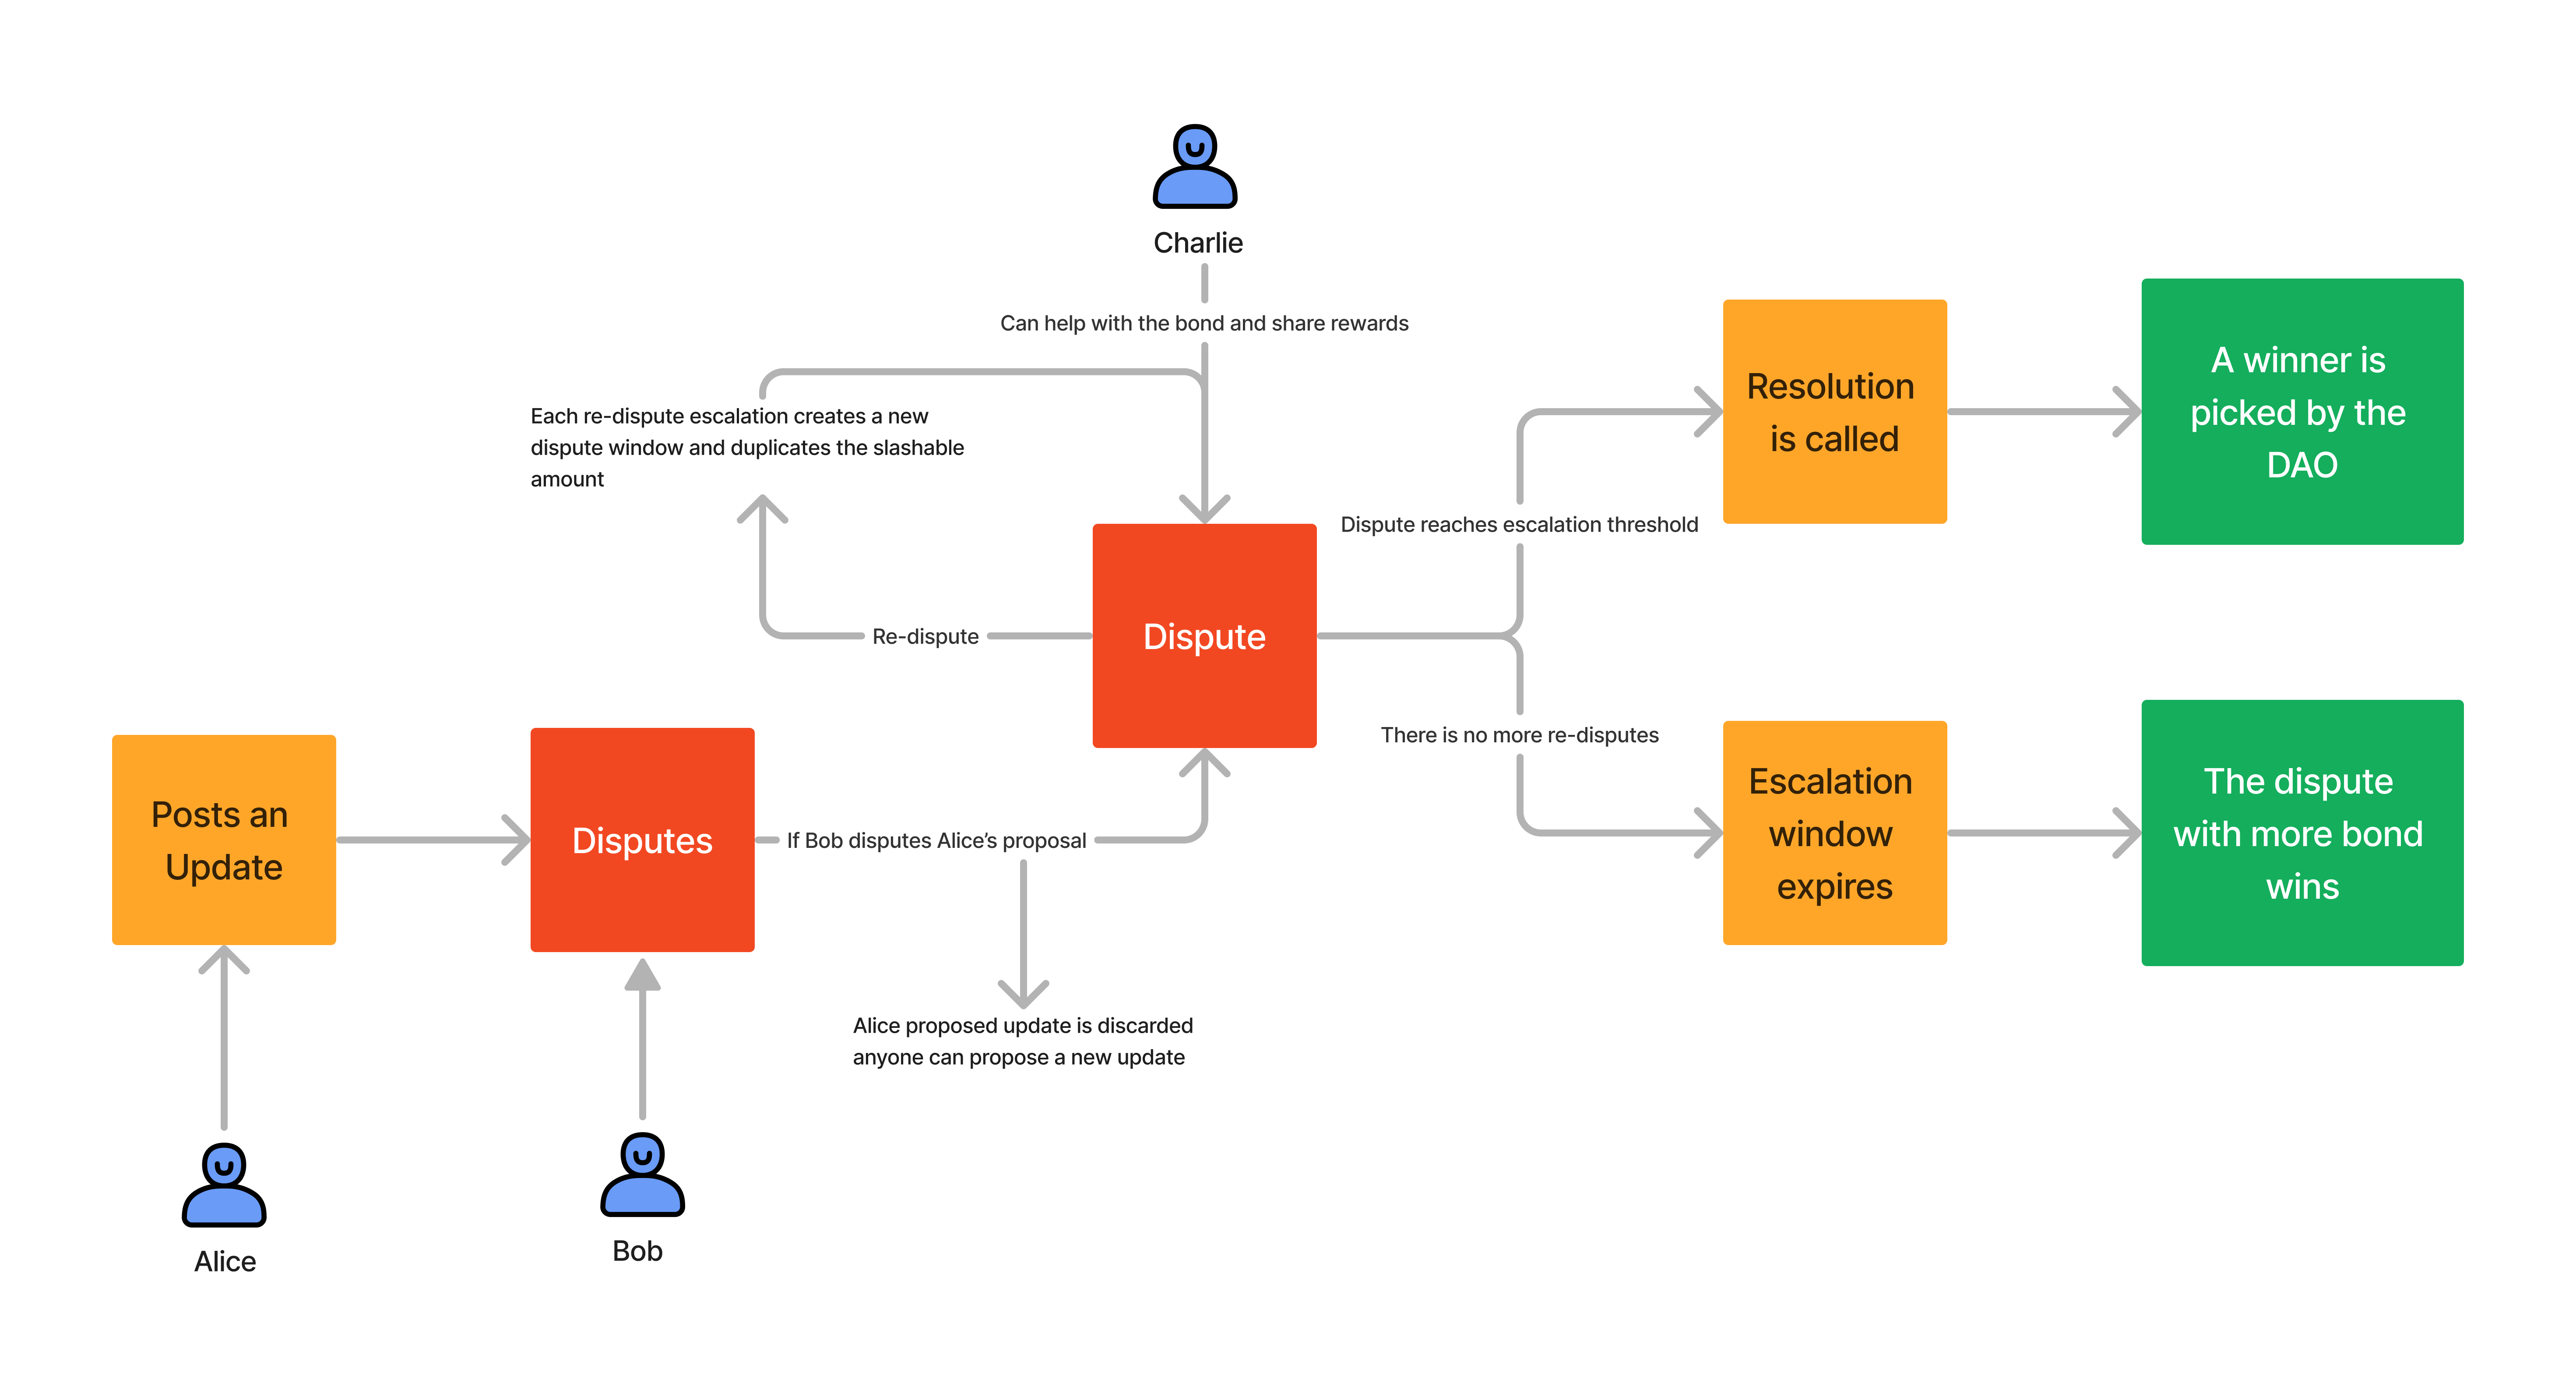 Charlie
Can help with the bond and share rewards
Each re-dispute escalation creates a new
dispute window and duplicates the slashable
amount
Re-dispute
Dispute
Dispute reaches escalation threshold
There is no more re-disputes
Resolution
is called
A winner is
picked by the
DAO
Escalation
window
expires
The dispute
with more bond
wins
Posts an
Update
Disputes
If Bob disputes Alice’s proposal
Alice proposed update is discarded
anyone can propose a new update
Alice
Bob